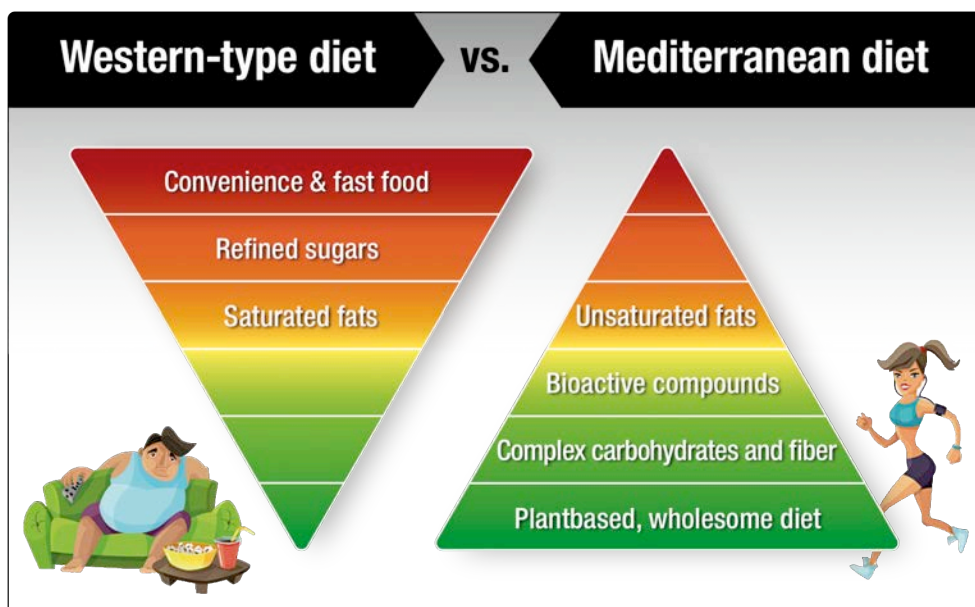 Western-type diet vs. Mediterranean diet
Convenience & fast food
Refined sugars
Saturated fats
Unsaturated fats
Bioactive compounds
Complex carbohydrates and fiber
Plantbased, wholesome diet